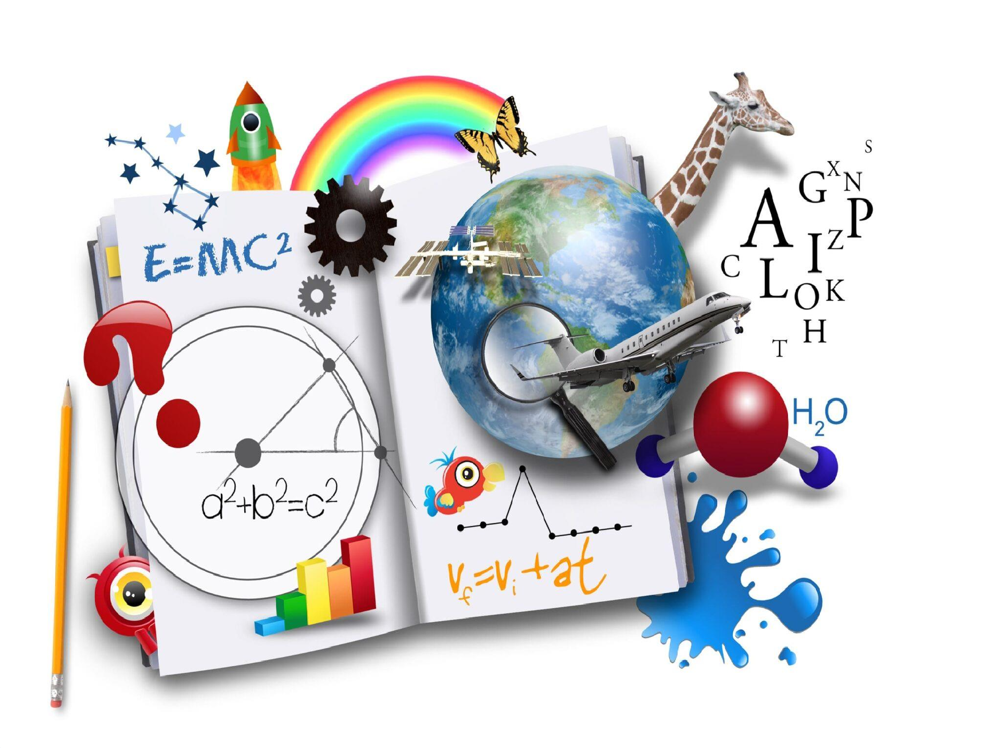 E=MC²
a²+b²=c²
v_f=v_i+at
S
X
G N
A P
I Z
C L
O K
H
T
H₂O